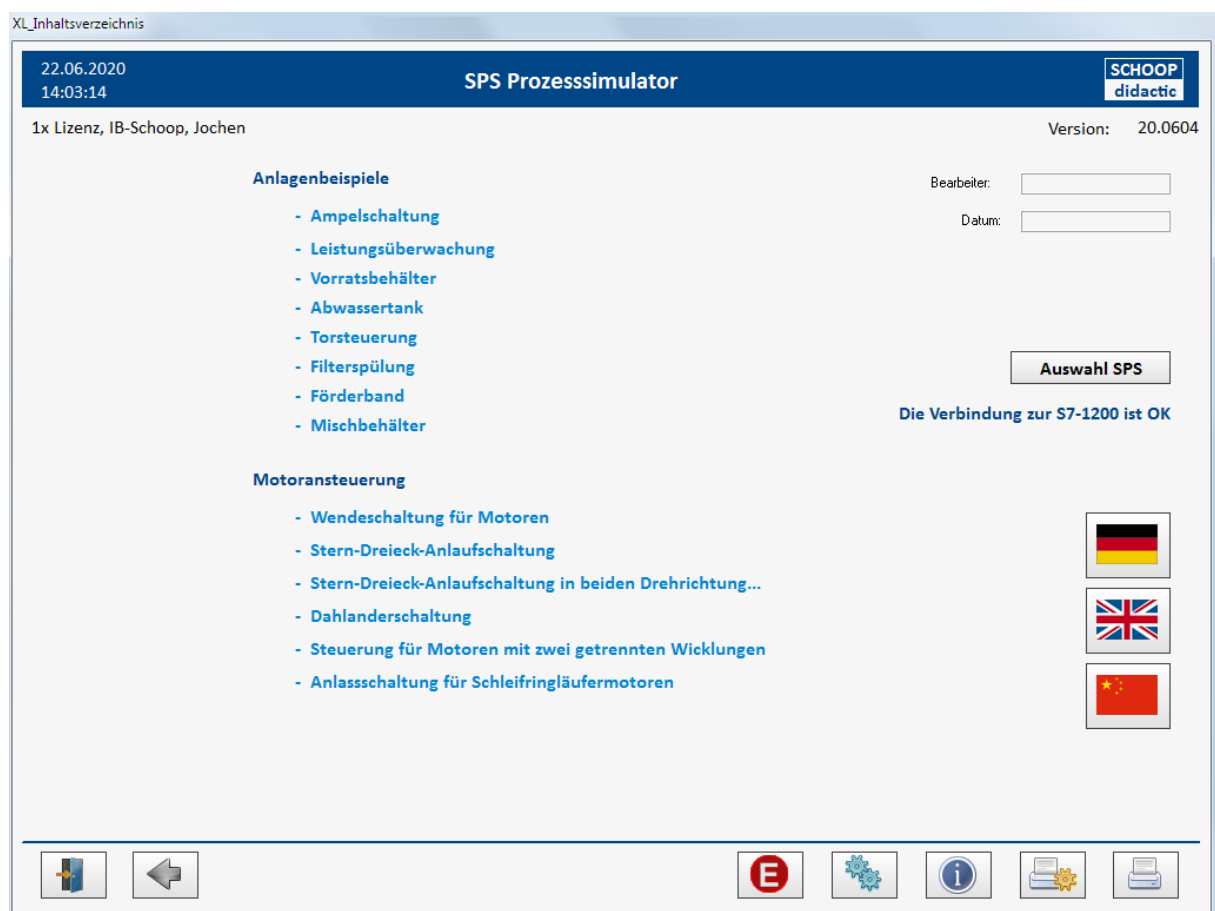 XL_Inhaltsverzeichnis
22.06.2020
14:03:14
SPS Prozesssimulator
SCHOOP
didactic
1x Lizenz, IB-Schoop, Jochen
Version: 20.0604
Anlagenbeispiele
- Ampelschaltung
- Leistungsüberwachung
- Vorratsbehälter
- Abwassertank
- Torsteuerung
- Filterspülung
- Förderband
- Mischbehälter
Bearbeiter:
Datum:
Auswahl SPS
Die Verbindung zur S7-1200 ist OK
Motoransteuerung
- Wendeschaltung für Motoren
- Stern-Dreieck-Anlaufschaltung
- Stern-Dreieck-Anlaufschaltung in beiden Drehrichtung...
- Dahlanderschaltung
- Steuerung für Motoren mit zwei getrennten Wicklungen
- Anlassschaltung für Schleifringläufermotoren
E
i